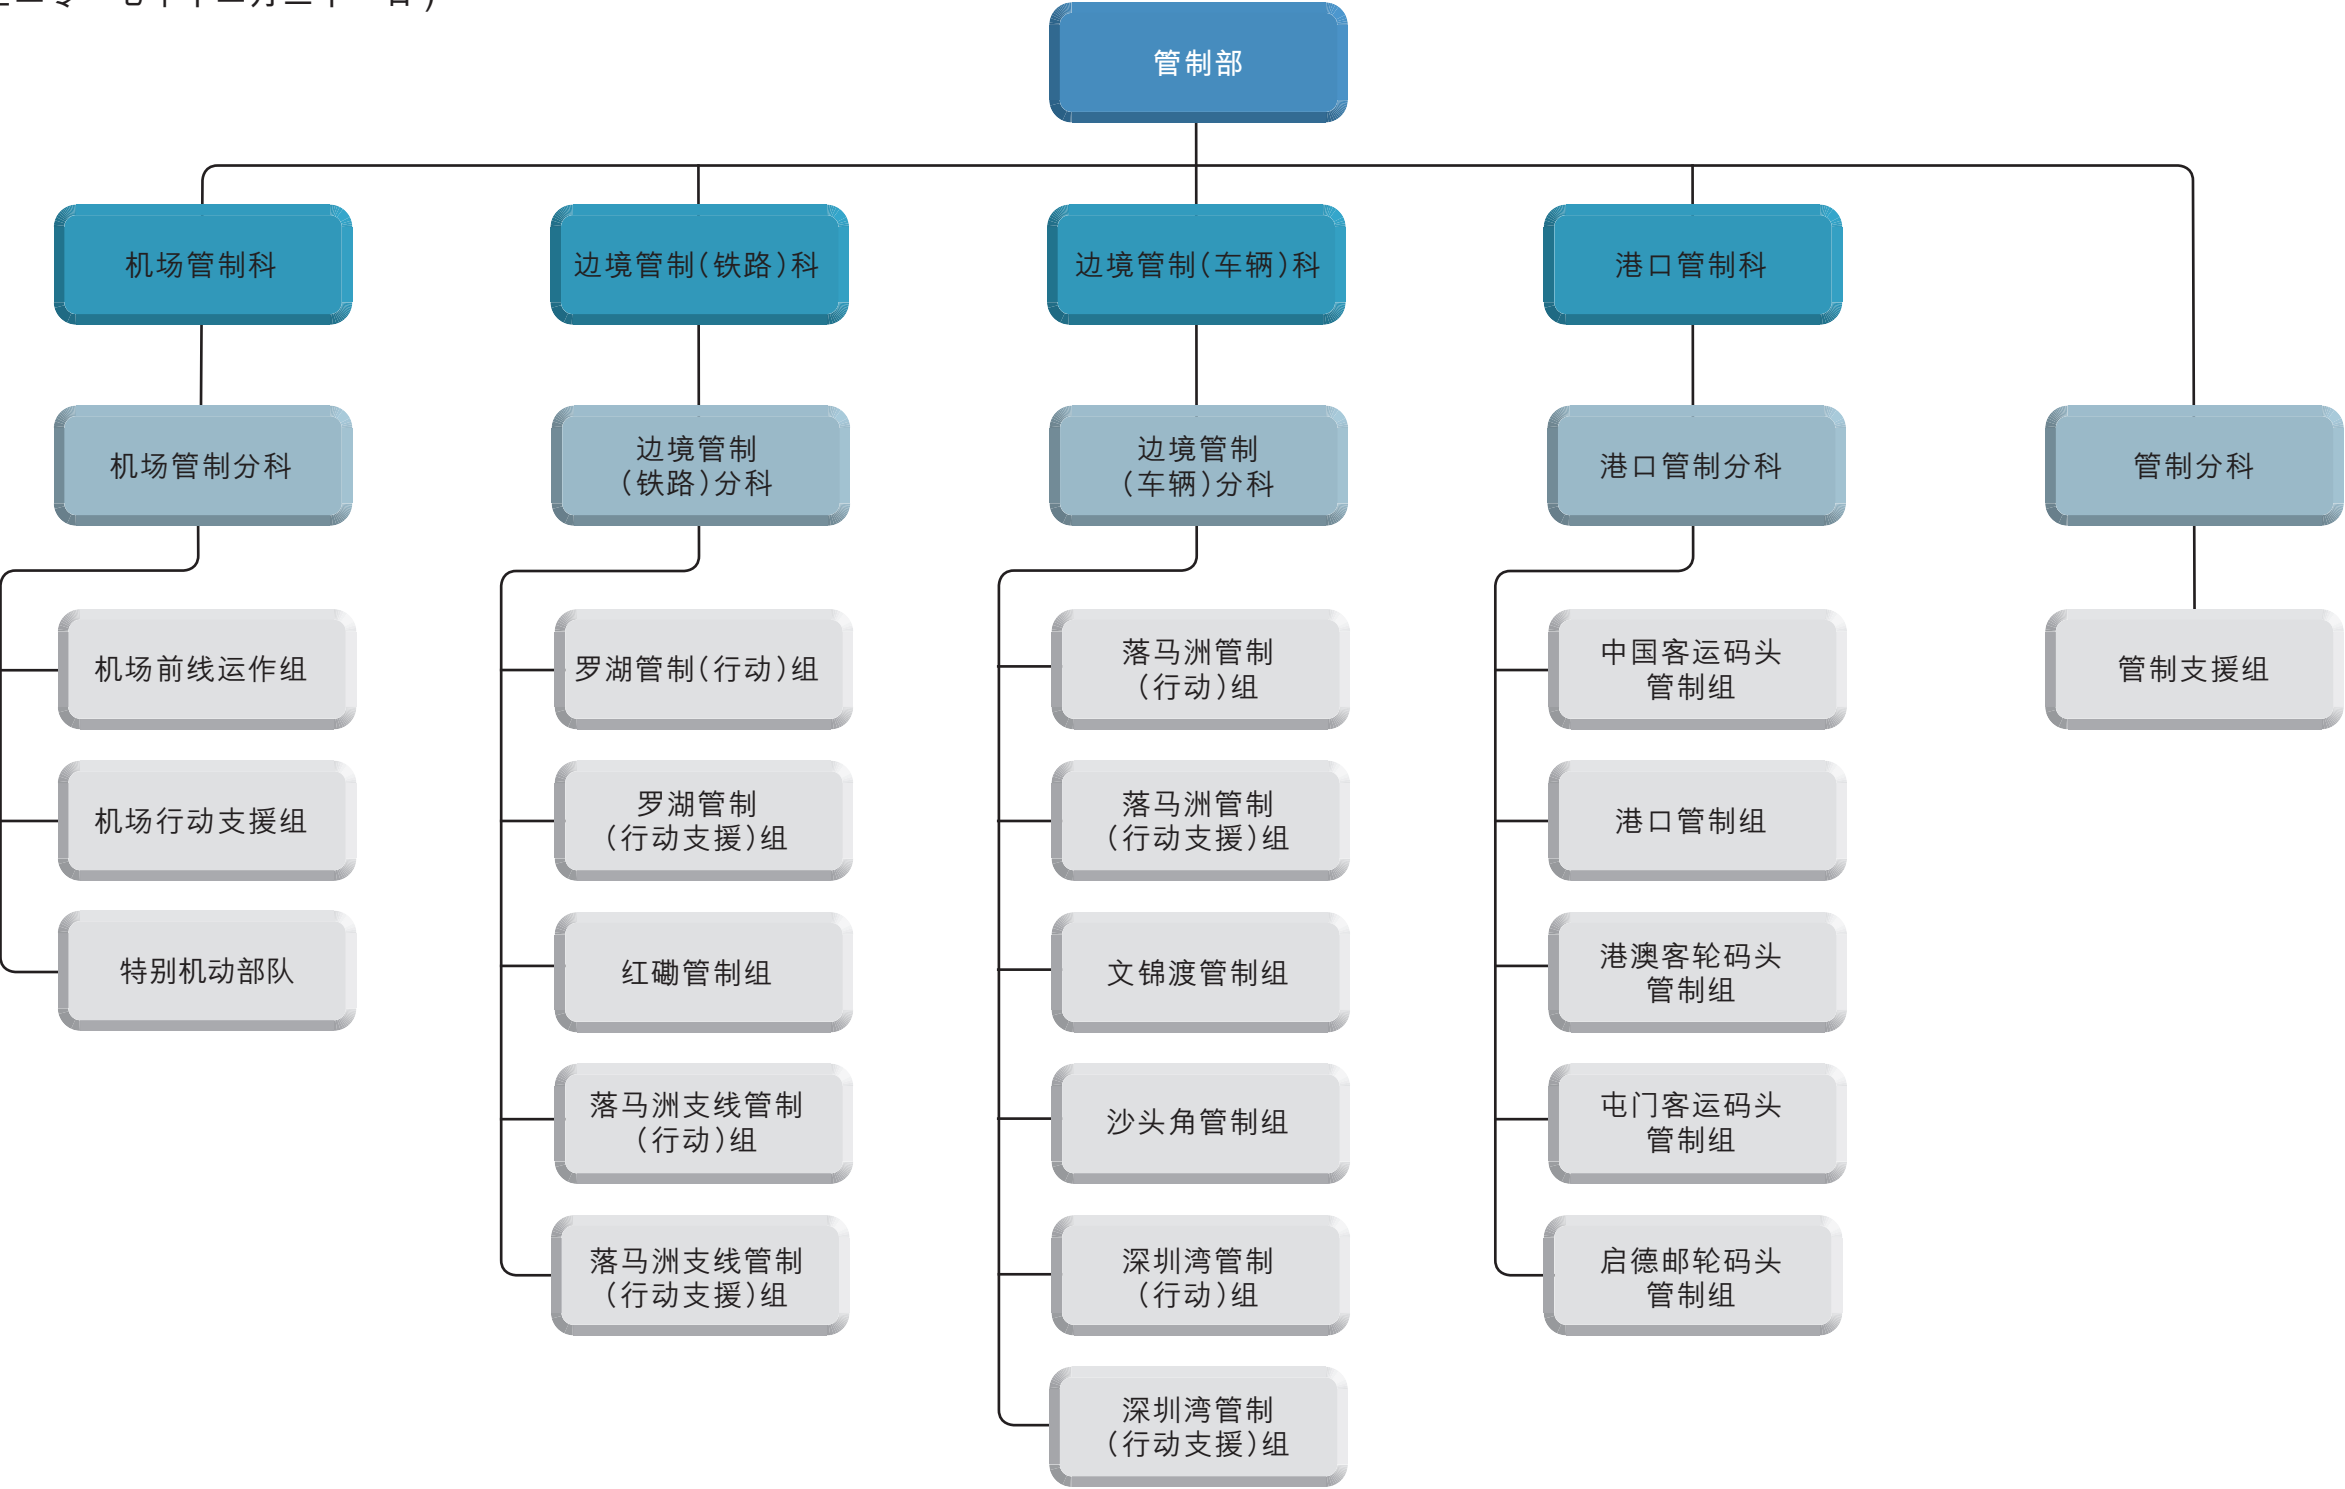 管制部
机场管制科
边境管制(铁路)科
边境管制(车辆)科
港口管制科
机场管制分科
边境管制
(铁路)分科
边境管制
(车辆)分科
港口管制分科
管制分科
机场前线运作组
机场行动支援组
特别机动部队
罗湖管制(行动)组
罗湖管制
(行动支援)组
红磡管制组
落马洲支线管制
(行动)组
落马洲支线管制
(行动支援)组
落马洲管制
(行动)组
落马洲管制
(行动支援)组
文锦渡管制组
沙头角管制组
深圳湾管制
(行动)组
深圳湾管制
(行动支援)组
中国客运码头
管制组
港口管制组
港澳客轮码头
管制组
屯门客运码头
管制组
启德邮轮码头
管制组
管制支援组